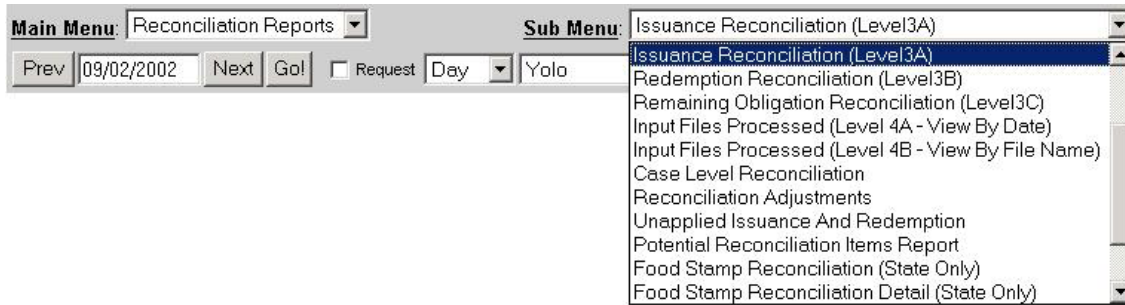 Main Menu: Reconciliation Reports Sub Menu: Issuance Reconciliation (Level3A)
Prev 09/02/2002 Next Go! Request Day Yolo
Issuance Reconciliation (Level3A)
Redemption Reconciliation (Level3B)
Remaining Obligation Reconciliation (Level3C)
Input Files Processed (Level 4A - View By Date)
Input Files Processed (Level 4B - View By File Name)
Case Level Reconciliation
Reconciliation Adjustments
Unapplied Issuance And Redemption
Potential Reconciliation Items Report
Food Stamp Reconciliation (State Only)
Food Stamp Reconciliation Detail (State Only)